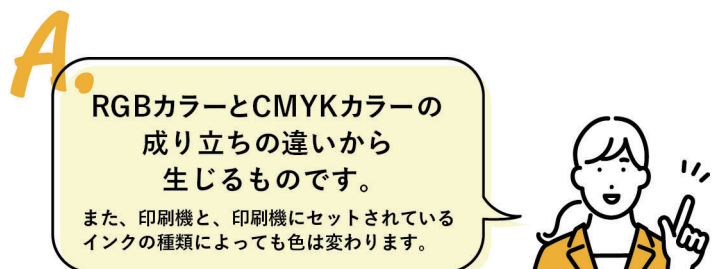 A.
RGBカラーとCMYKカラーの
成り立ちの違いから
生じるものです。
また、印刷機と、印刷機にセットされている
インクの種類によっても色は変わります。